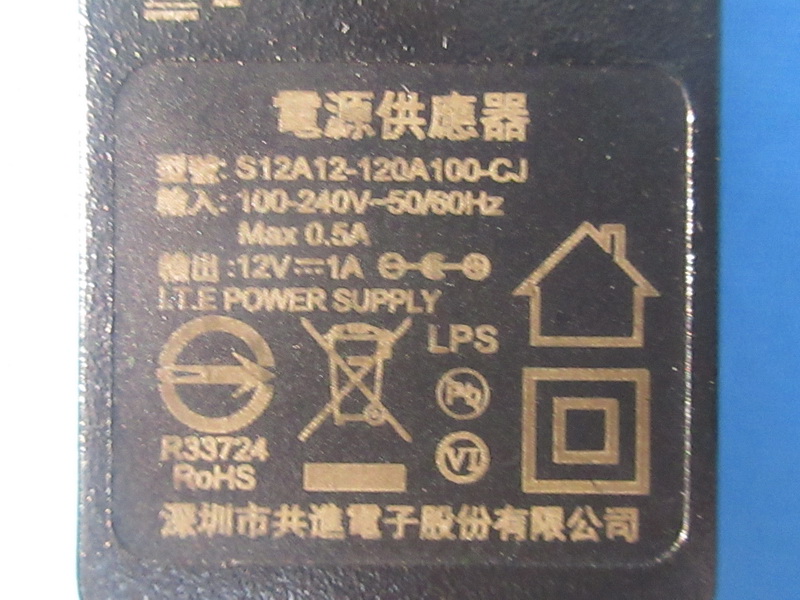 電源供應器
型號: S12A12-120A100-CJ
輸入: 100-240V~50/60Hz
Max 0.5A
輸出:12V⎓1A
I.T.E POWER SUPPLY
LPS
Pb
VI
R33724
RoHS
深圳市共進電子股份有限公司